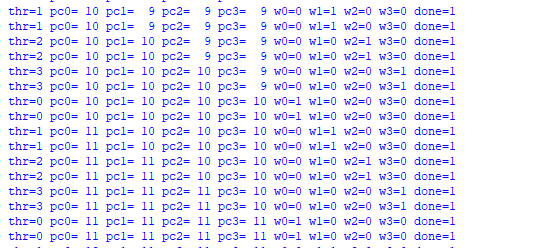 thr=1 pc0= 10 pc1=  9 pc2=  9 pc3=  9 w0=0 w1=1 w2=0 w3=0 done=1
thr=1 pc0= 10 pc1=  9 pc2=  9 pc3=  9 w0=0 w1=1 w2=0 w3=0 done=1
thr=2 pc0= 10 pc1= 10 pc2=  9 pc3=  9 w0=0 w1=0 w2=1 w3=0 done=1
thr=2 pc0= 10 pc1= 10 pc2=  9 pc3=  9 w0=0 w1=0 w2=1 w3=0 done=1
thr=3 pc0= 10 pc1= 10 pc2= 10 pc3=  9 w0=0 w1=0 w2=0 w3=1 done=1
thr=3 pc0= 10 pc1= 10 pc2= 10 pc3=  9 w0=0 w1=0 w2=0 w3=1 done=1
thr=0 pc0= 10 pc1= 10 pc2= 10 pc3= 10 w0=1 w1=0 w2=0 w3=0 done=1
thr=0 pc0= 10 pc1= 10 pc2= 10 pc3= 10 w0=1 w1=0 w2=0 w3=0 done=1
thr=1 pc0= 11 pc1= 10 pc2= 10 pc3= 10 w0=0 w1=1 w2=0 w3=0 done=1
thr=1 pc0= 11 pc1= 10 pc2= 10 pc3= 10 w0=0 w1=1 w2=0 w3=0 done=1
thr=2 pc0= 11 pc1= 11 pc2= 10 pc3= 10 w0=0 w1=0 w2=1 w3=0 done=1
thr=2 pc0= 11 pc1= 11 pc2= 10 pc3= 10 w0=0 w1=0 w2=1 w3=0 done=1
thr=3 pc0= 11 pc1= 11 pc2= 11 pc3= 10 w0=0 w1=0 w2=0 w3=1 done=1
thr=3 pc0= 11 pc1= 11 pc2= 11 pc3= 10 w0=0 w1=0 w2=0 w3=1 done=1
thr=0 pc0= 11 pc1= 11 pc2= 11 pc3= 11 w0=1 w1=0 w2=0 w3=0 done=1
thr=0 pc0= 11 pc1= 11 pc2= 11 pc3= 11 w0=1 w1=0 w2=0 w3=0 done=1